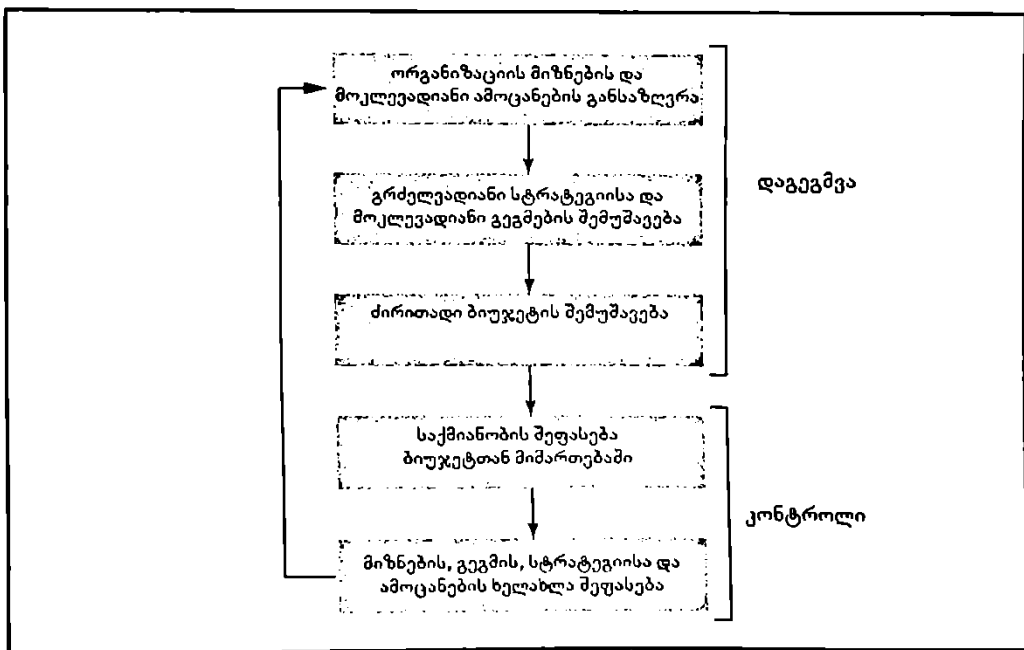 ორგანიზაციის მიზნების და
მოკლევადიანი ამოცანების განსაზღვრა
გრძელვადიანი სტრატეგიისა და
მოკლევადიანი გეგმების შემუშავება
დაგეგმვა
ძირითადი ბიუჯეტის შემუშავება
საქმიანობის შეფასება
ბიუჯეტთან მიმართებაში
კონტროლი
მიზნების, გეგმის, სტრატეგიისა და
ამოცანების ხელახლა შეფასება